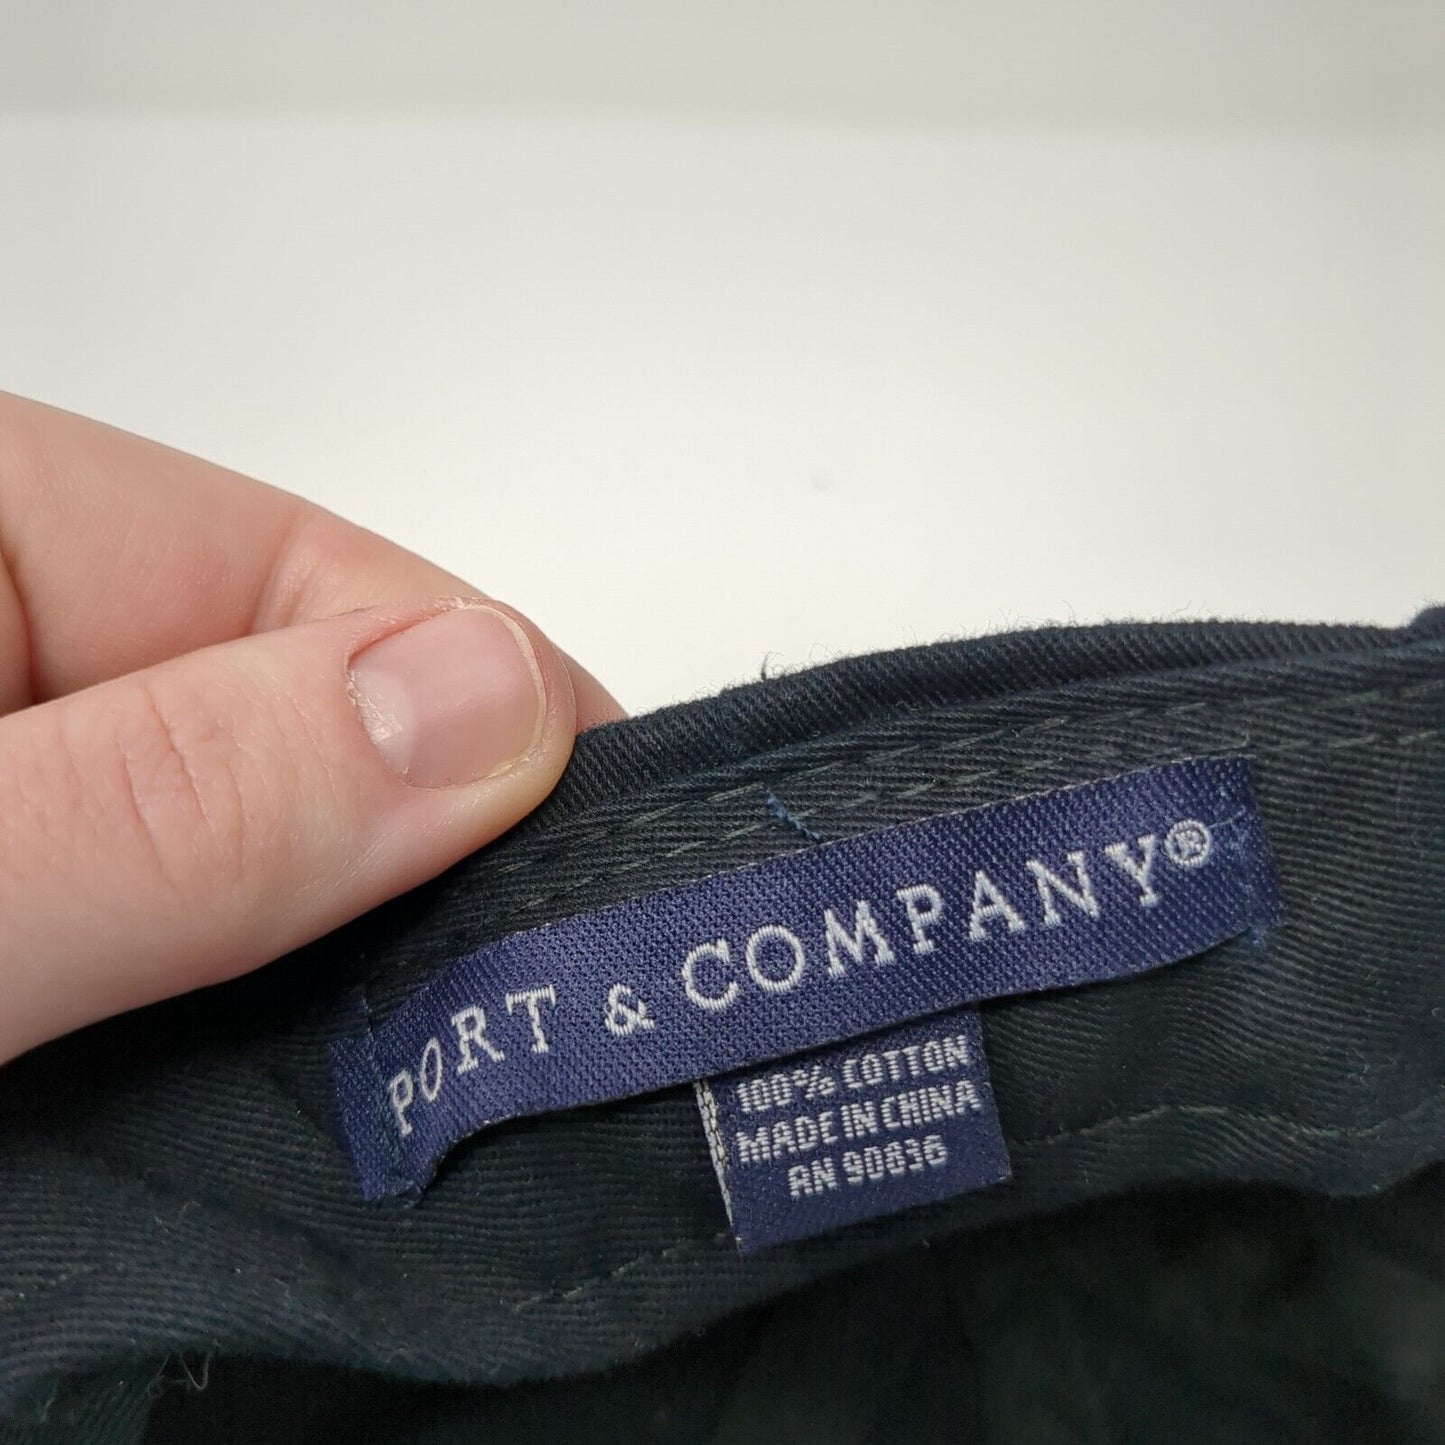 PORT & COMPANY®
100% COTTON
MADE IN CHINA
RN 90836